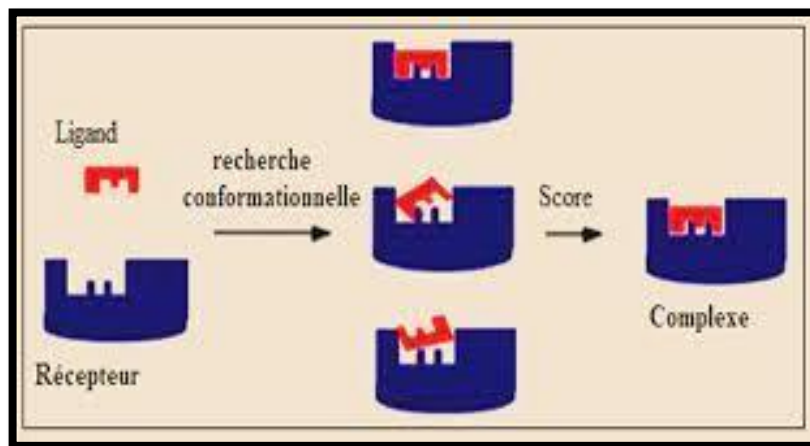 Ligand
recherche
conformationnelle
Score
Complexe
Récepteur